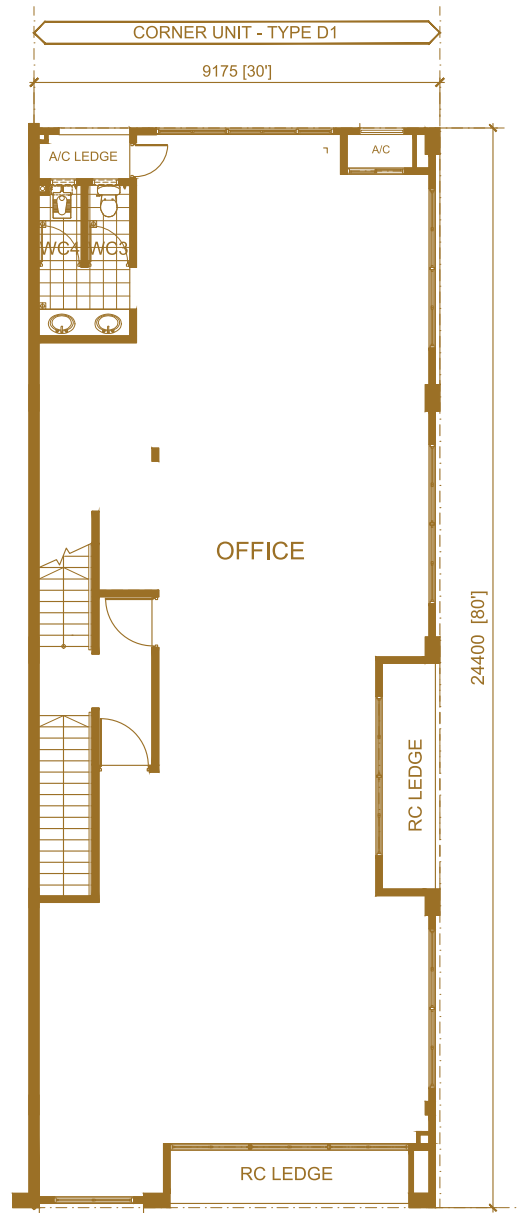 CORNER UNIT - TYPE D1
9175 [30']
A/C LEDGE
A/C
WC4
WC3
OFFICE
24400 [80']
RC LEDGE
RC LEDGE